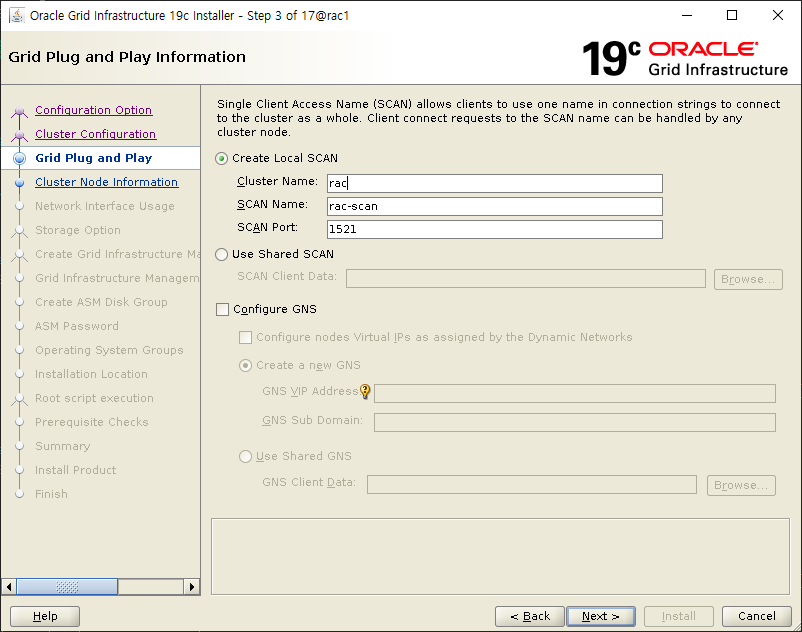 Oracle Grid Infrastructure 19c Installer - Step 3 of 17@rac1
Grid Plug and Play Information
19c ORACLE
Grid Infrastructure
Configuration Option
Cluster Configuration
Grid Plug and Play
Cluster Node Information
Network Interface Usage
Storage Option
Create Grid Infrastructure Ma
Grid Infrastructure Managem
Create ASM Disk Group
ASM Password
Operating System Groups
Installation Location
Root script execution
Prerequisite Checks
Summary
Install Product
Finish
Single Client Access Name (SCAN) allows clients to use one name in connection strings to connect
to the cluster as a whole. Client connect requests to the SCAN name can be handled by any
cluster node.
Create Local SCAN
Cluster Name: rac
SCAN Name: rac-scan
SCAN Port: 1521
Use Shared SCAN
SCAN Client Data: Browse...
Configure GNS
Configure nodes Virtual IPs as assigned by the Dynamic Networks
Create a new GNS
GNS VIP Address
GNS Sub Domain:
Use Shared GNS
GNS Client Data: Browse...
Help < Back Next > Install Cancel